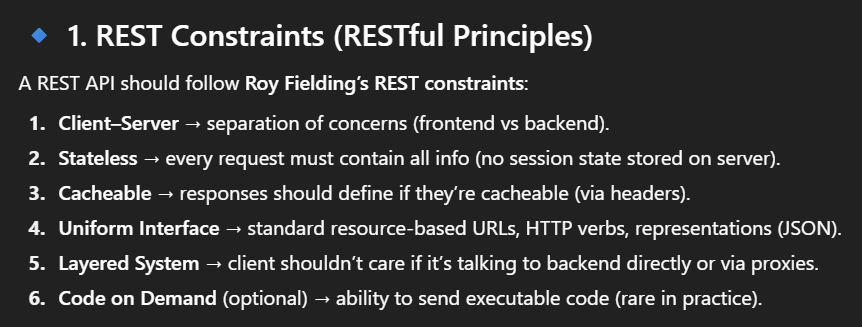 1. REST Constraints (RESTful Principles)
A REST API should follow Roy Fielding’s REST constraints:
1. Client–Server → separation of concerns (frontend vs backend).
2. Stateless → every request must contain all info (no session state stored on server).
3. Cacheable → responses should define if they’re cacheable (via headers).
4. Uniform Interface → standard resource-based URLs, HTTP verbs, representations (JSON).
5. Layered System → client shouldn’t care if it’s talking to backend directly or via proxies.
6. Code on Demand (optional) → ability to send executable code (rare in practice).